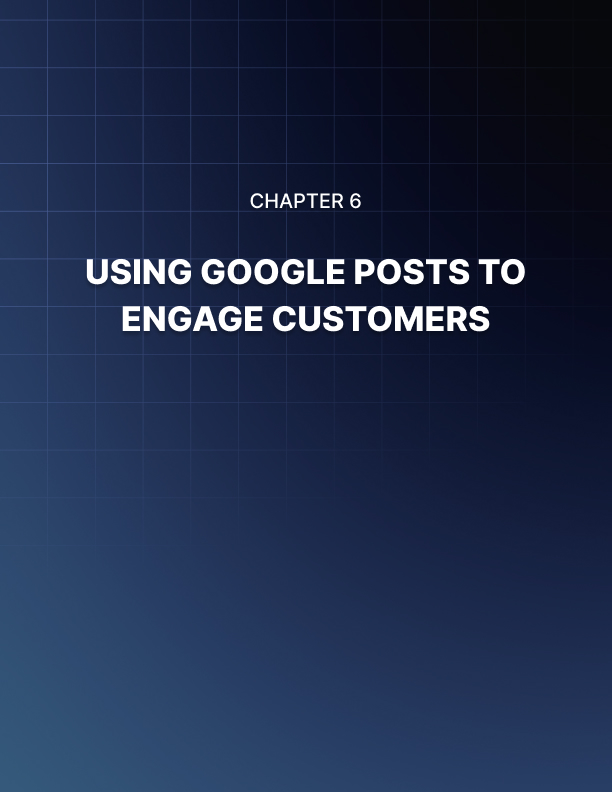 CHAPTER 6
USING GOOGLE POSTS TO
ENGAGE CUSTOMERS